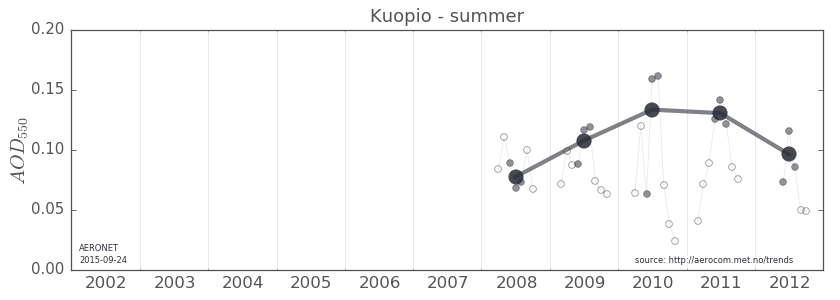 Kuopio - summer
0.20
0.15
0.10
0.05
0.00
AOD550
AERONET
2015-09-24
source: http://aerocom.met.no/trends
2002 2003 2004 2005 2006 2007 2008 2009 2010 2011 2012